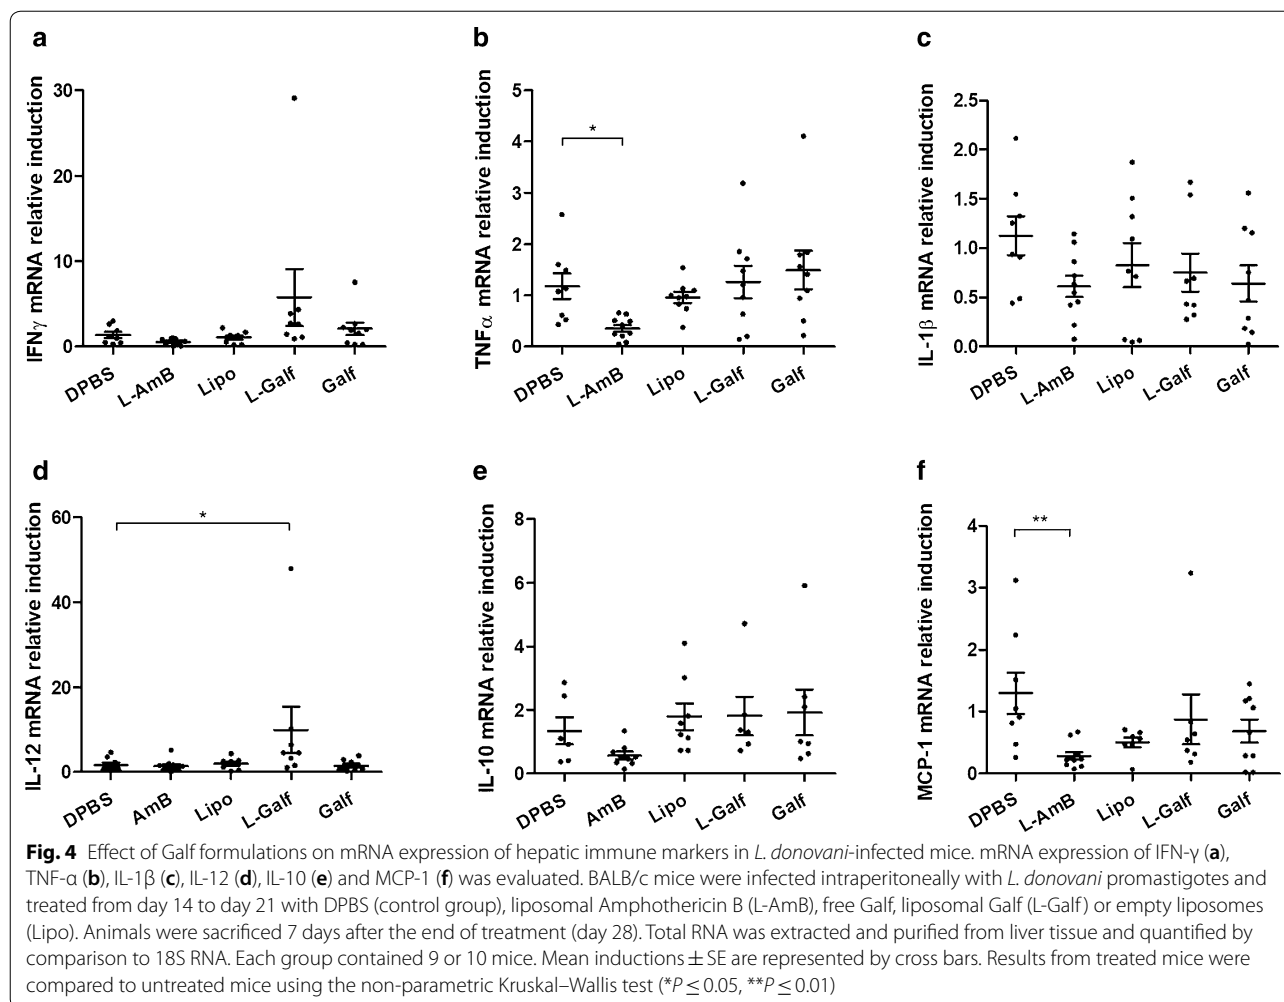 a
IFNγ mRNA relative induction
30
20
10
0
DPBS
L-AmB
Lipo
L-Galf
Galf
b
TNFα mRNA relative induction
5
4
3
2
1
0
*
DPBS
L-AmB
Lipo
L-Galf
Galf
c
IL-1β mRNA relative induction
2.5
2.0
1.5
1.0
0.5
0.0
DPBS
L-AmB
Lipo
L-Galf
Galf
d
IL-12 mRNA relative induction
60
40
20
0
*
DPBS
AmB
Lipo
L-Galf
Galf
e
IL-10 mRNA relative induction
8
6
4
2
0
DPBS
AmB
Lipo
L-Galf
Galf
f
MCP-1 mRNA relative induction
4
3
2
1
0
**
DPBS
L-AmB
Lipo
L-Galf
Galf
Fig. 4 Effect of Galf formulations on mRNA expression of hepatic immune markers in L. donovani-infected mice. mRNA expression of IFN-γ (a),
TNF-α (b), IL-1β (c), IL-12 (d), IL-10 (e) and MCP-1 (f) was evaluated. BALB/c mice were infected intraperitoneally with L. donovani promastigotes and
treated from day 14 to day 21 with DPBS (control group), liposomal Amphothericin B (L-AmB), free Galf, liposomal Galf (L-Galf) or empty liposomes
(Lipo). Animals were sacrificed 7 days after the end of treatment (day 28). Total RNA was extracted and purified from liver tissue and quantified by
comparison to 18S RNA. Each group contained 9 or 10 mice. Mean inductions ± SE are represented by cross bars. Results from treated mice were
compared to untreated mice using the non-parametric Kruskal–Wallis test (*P ≤ 0.05, **P ≤ 0.01)